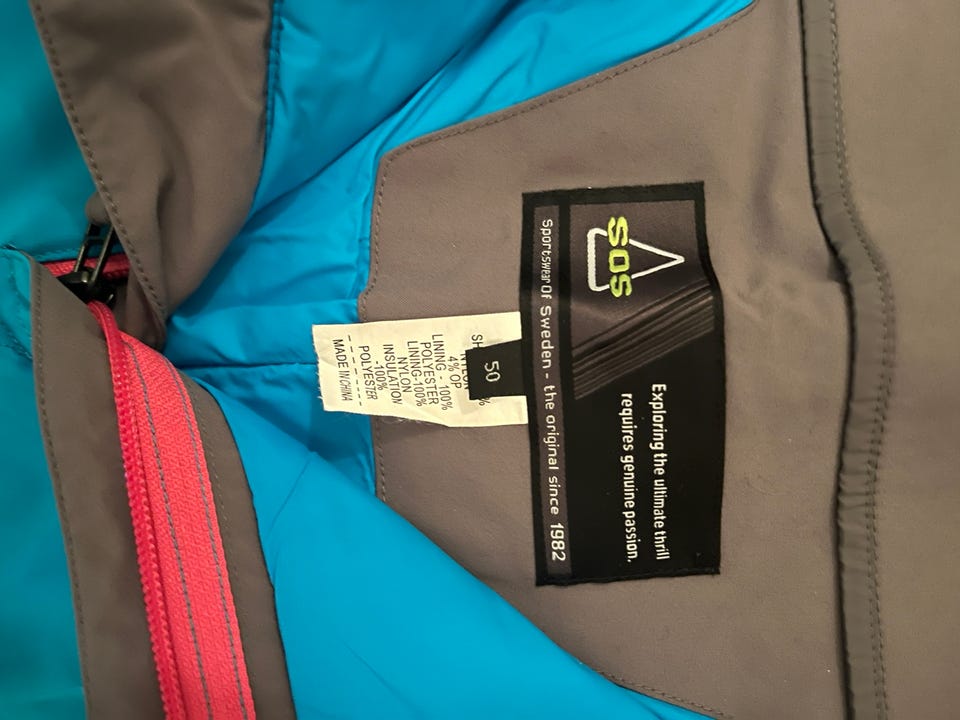 SOS
Sportswear Of Sweden - the original since 1982
Exploring the ultimate thrill
requires genuine passion.
50
4% OP
LINING - 100%
POLYESTER
LINING-100%
NYLON
INSULATION
-100%
POLYESTER
MADE IN CHINA